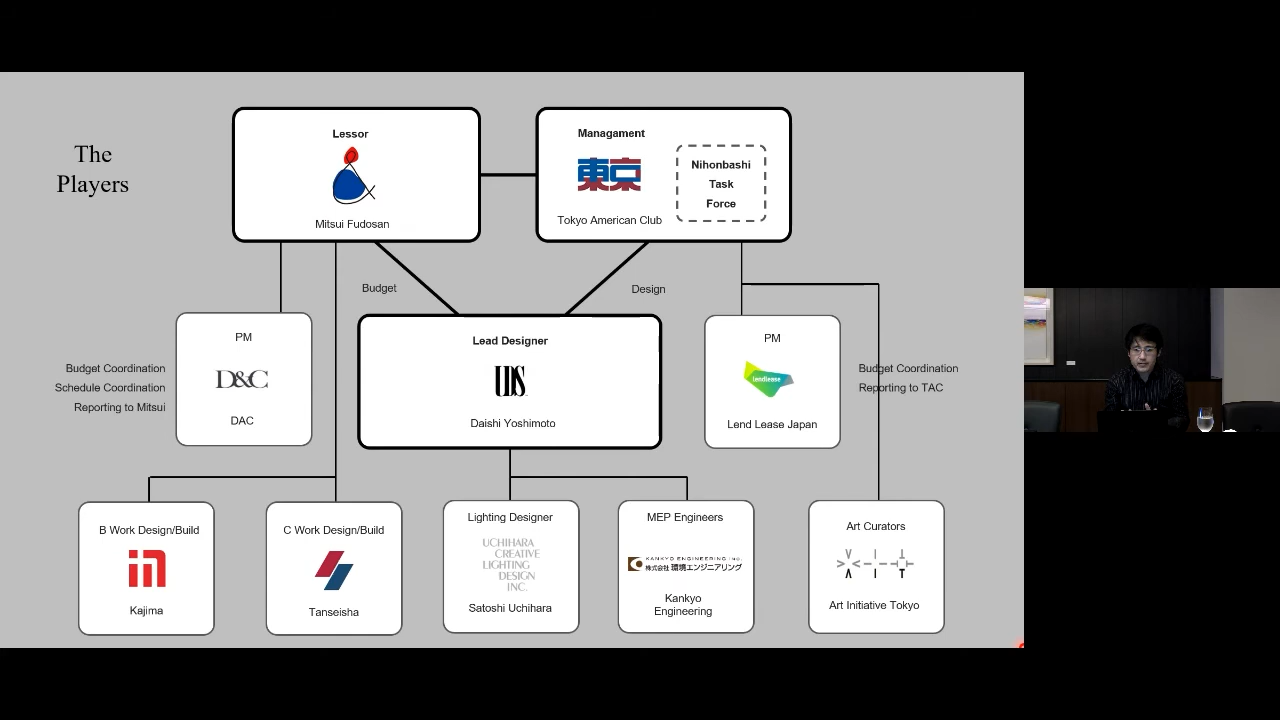 The
Players
Lessor
Mitsui Fudosan
Managament
東京
Tokyo American Club
Nihonbashi
Task
Force
Budget
Design
PM
D&C
DAC
Budget Coordination
Schedule Coordination
Reporting to Mitsui
Lead Designer
UDS
Daishi Yoshimoto
PM
lendlease
Lend Lease Japan
Budget Coordination
Reporting to TAC
B Work Design/Build
Kajima
C Work Design/Build
Tanseisha
Lighting Designer
UCHIHARA
CREATIVE
LIGHTING
DESIGN
INC.
Satoshi Uchihara
MEP Engineers
KANKYO ENGINEERING INC.
株式会社 環境エンジニアリング
Kankyo
Engineering
Art Curators
Art Initiative Tokyo